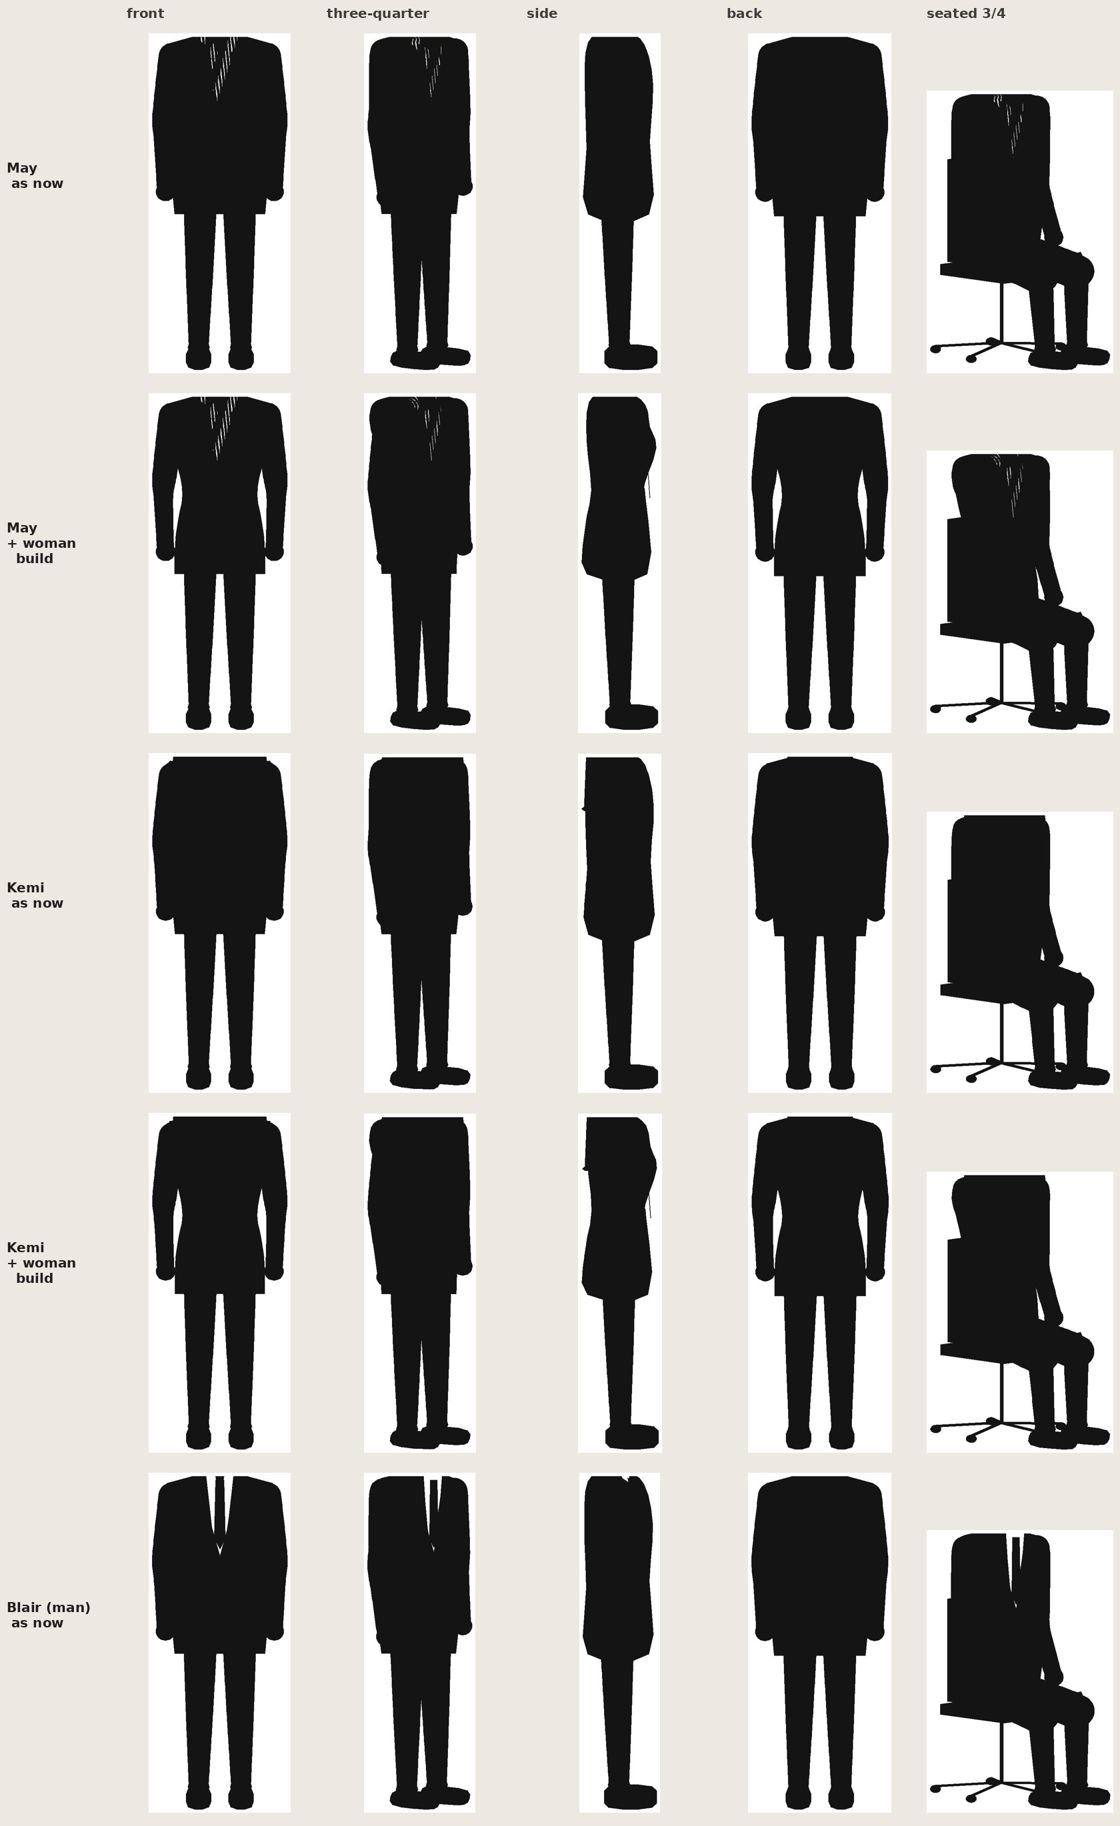 front three-quarter side back seated 3/4
May
as now
May
+ woman
build
Kemi
as now
Kemi
+ woman
build
Blair (man)
as now